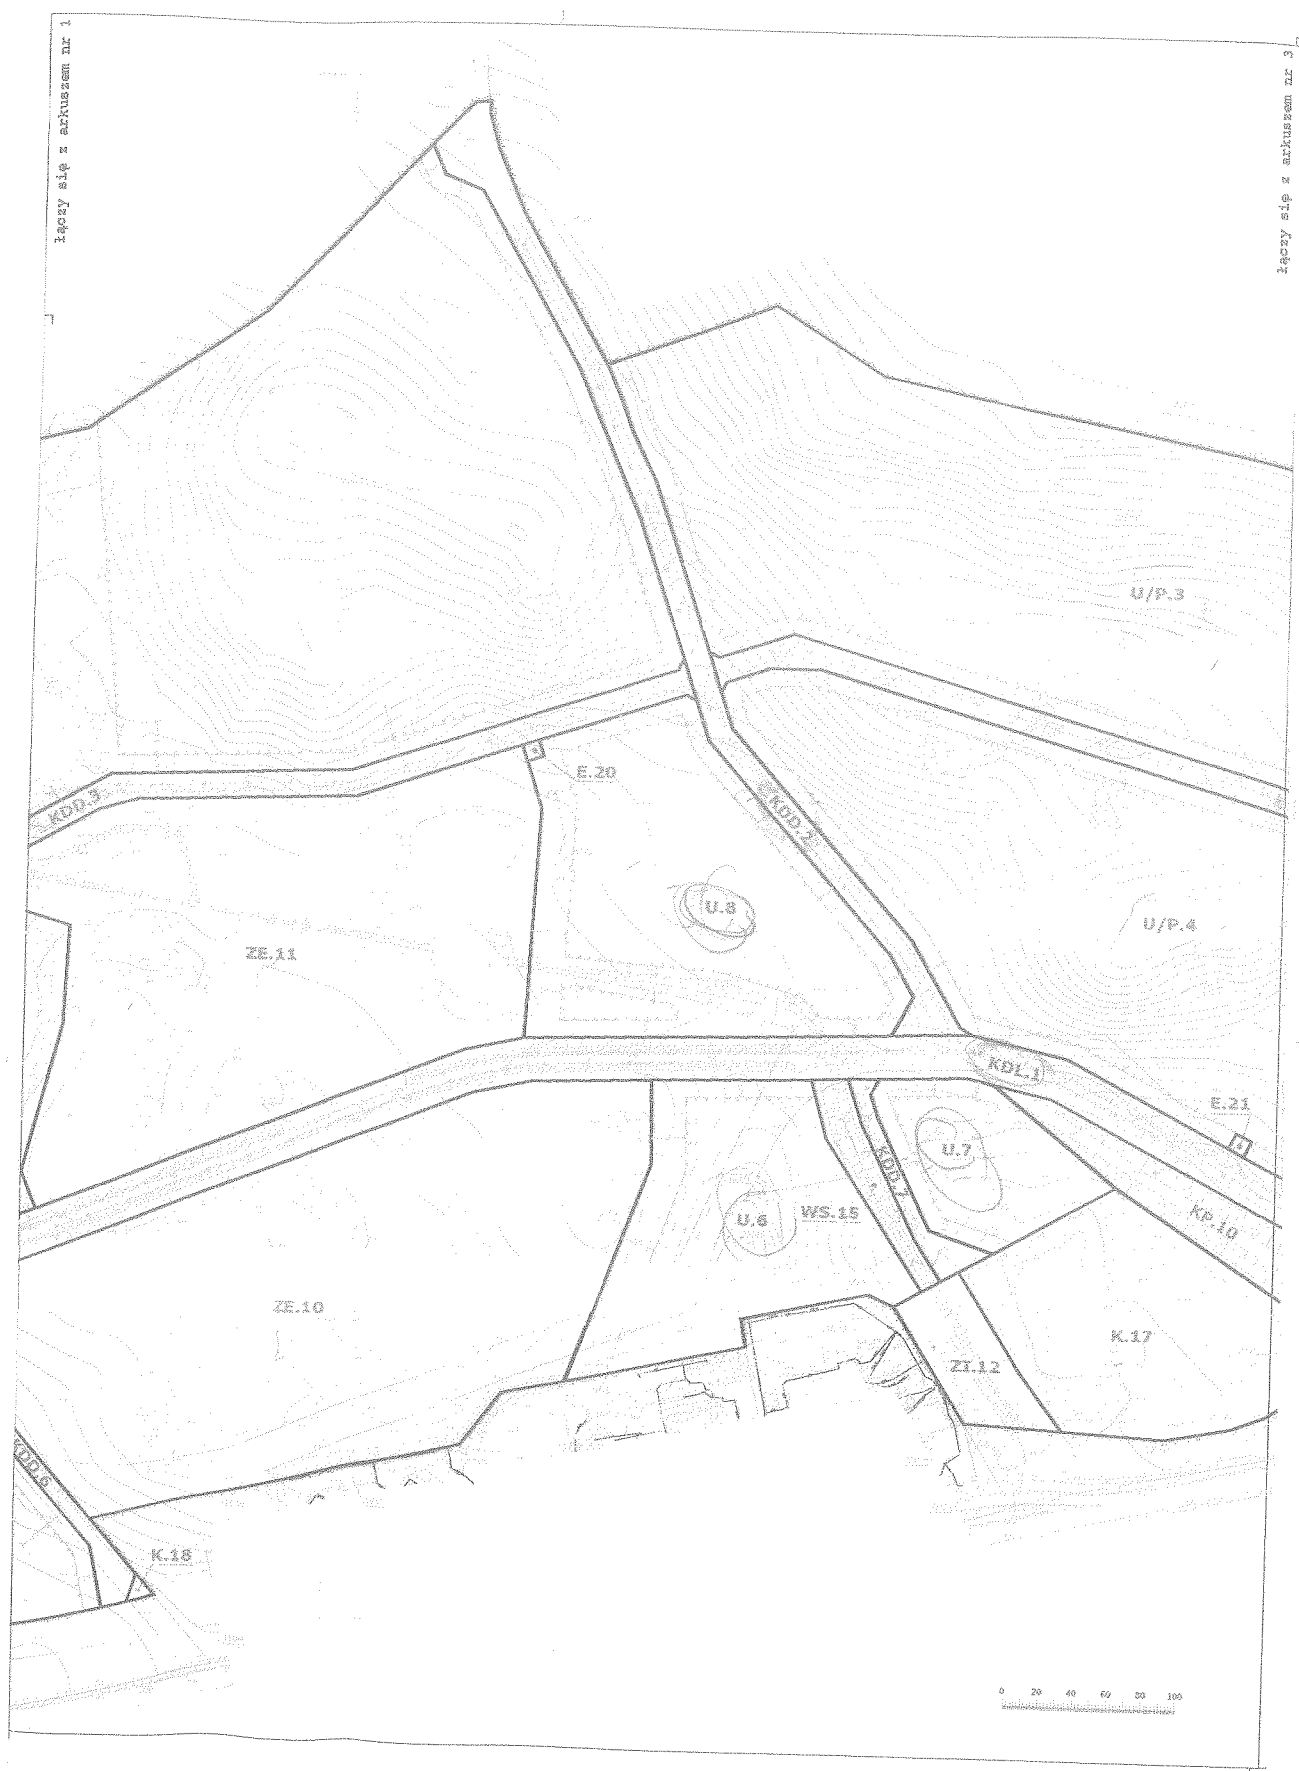 łączy się z arkuszem nr 1
łączy się z arkuszem nr 3
U/P.3
E.20
KDD.3
KDD.2
U.8
U/P.4
ZE.11
KDL.1
E.21
U.7
KDD.7
WS.15
U.6
KP.10
ZE.10
K.17
ZI.12
KDD.6
K.18
0 20 40 60 80 100